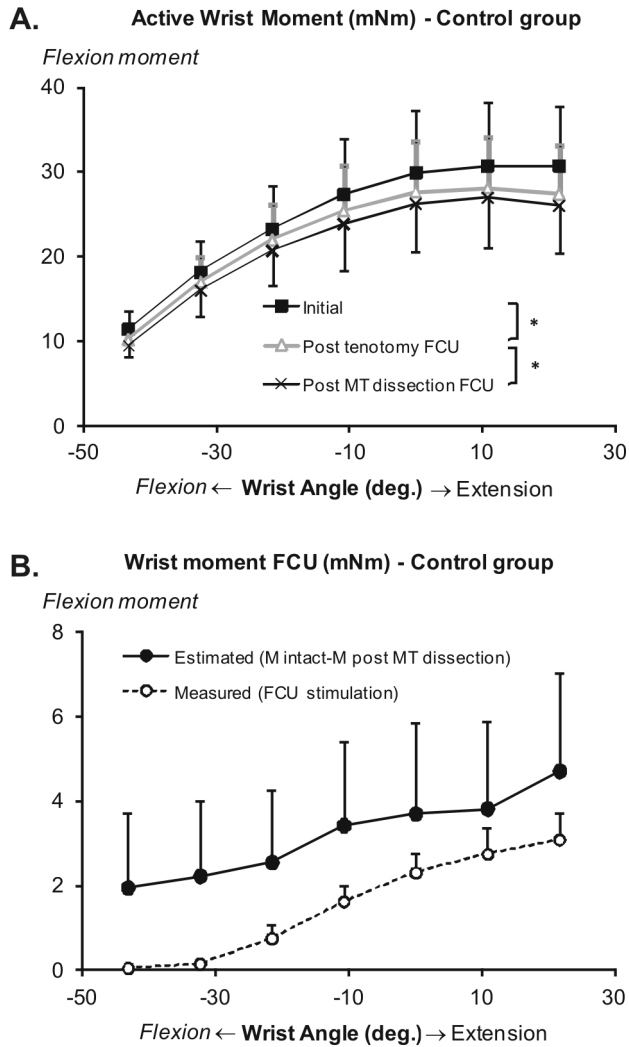 A.
Active Wrist Moment (mNm) - Control group
Flexion moment
40
30
20
10
0
Initial
Post tenotomy FCU
Post MT dissection FCU
*
*
-50
-30
-10
10
30
Flexion ← Wrist Angle (deg.) → Extension
B.
Wrist moment FCU (mNm) - Control group
Flexion moment
8
6
4
2
0
Estimated (M intact-M post MT dissection)
Measured (FCU stimulation)
-50
-30
-10
10
30
Flexion ← Wrist Angle (deg.) → Extension